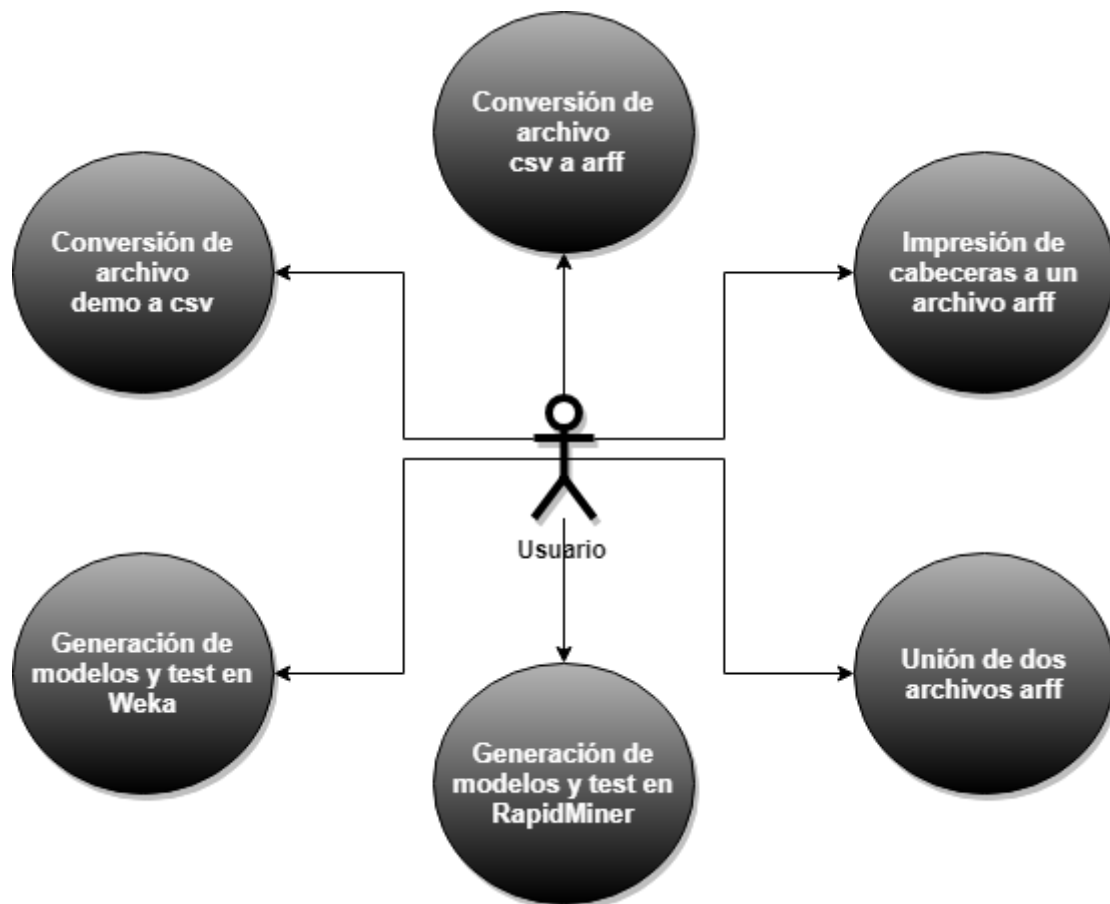 Conversión de
archivo
csv a arff
Conversión de
archivo
demo a csv
Impresión de
cabeceras a un
archivo arff
Usuario
Generación de
modelos y test en
Weka
Generación de
modelos y test en
RapidMiner
Unión de dos
archivos arff